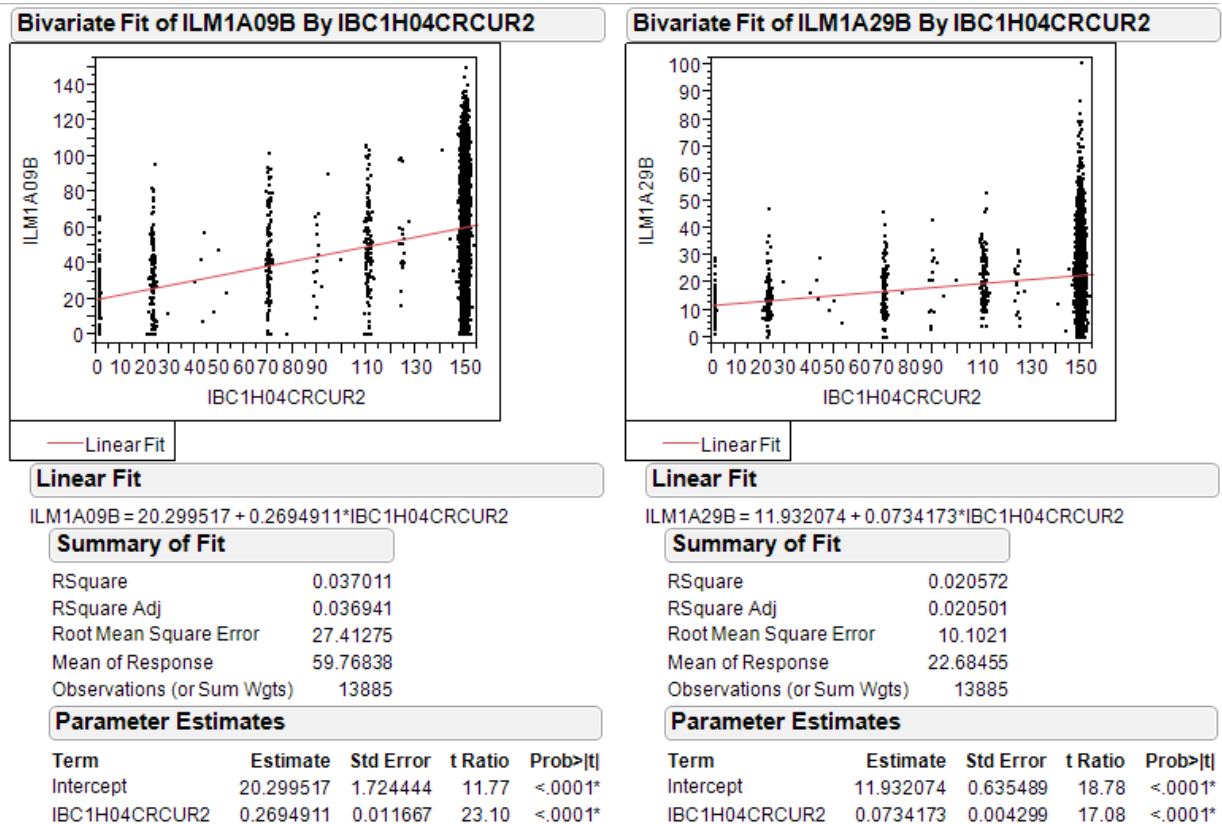 Bivariate Fit of ILM1A09B By IBC1H04CRCUR2
140
120
100
80
60
40
20
0
ILM1A09B
0 10 20 30 40 50 60 70 80 90 110 130 150
IBC1H04CRCUR2
Linear Fit
Linear Fit
ILM1A09B = 20.299517 + 0.2694911*IBC1H04CRCUR2
Summary of Fit
RSquare 0.037011
RSquare Adj 0.036941
Root Mean Square Error 27.41275
Mean of Response 59.76838
Observations (or Sum Wgts) 13885
Parameter Estimates
Term Estimate Std Error t Ratio Prob>|t|
Intercept 20.299517 1.724444 11.77 <.0001*
IBC1H04CRCUR2 0.2694911 0.011667 23.10 <.0001*
Bivariate Fit of ILM1A29B By IBC1H04CRCUR2
100
90
80
70
60
50
40
30
20
10
0
ILM1A29B
0 10 20 30 40 50 60 70 80 90 110 130 150
IBC1H04CRCUR2
Linear Fit
Linear Fit
ILM1A29B = 11.932074 + 0.0734173*IBC1H04CRCUR2
Summary of Fit
RSquare 0.020572
RSquare Adj 0.020501
Root Mean Square Error 10.1021
Mean of Response 22.68455
Observations (or Sum Wgts) 13885
Parameter Estimates
Term Estimate Std Error t Ratio Prob>|t|
Intercept 11.932074 0.635489 18.78 <.0001*
IBC1H04CRCUR2 0.0734173 0.004299 17.08 <.0001*